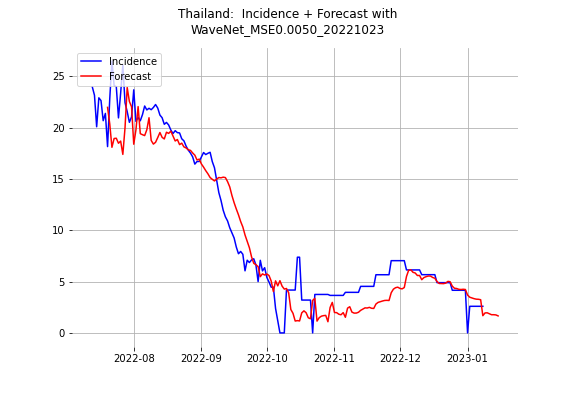 Thailand:  Incidence + Forecast with
WaveNet_MSE0.0050_20221023
Incidence
Forecast
25
20
15
10
5
0
2022-08 2022-09 2022-10 2022-11 2022-12 2023-01